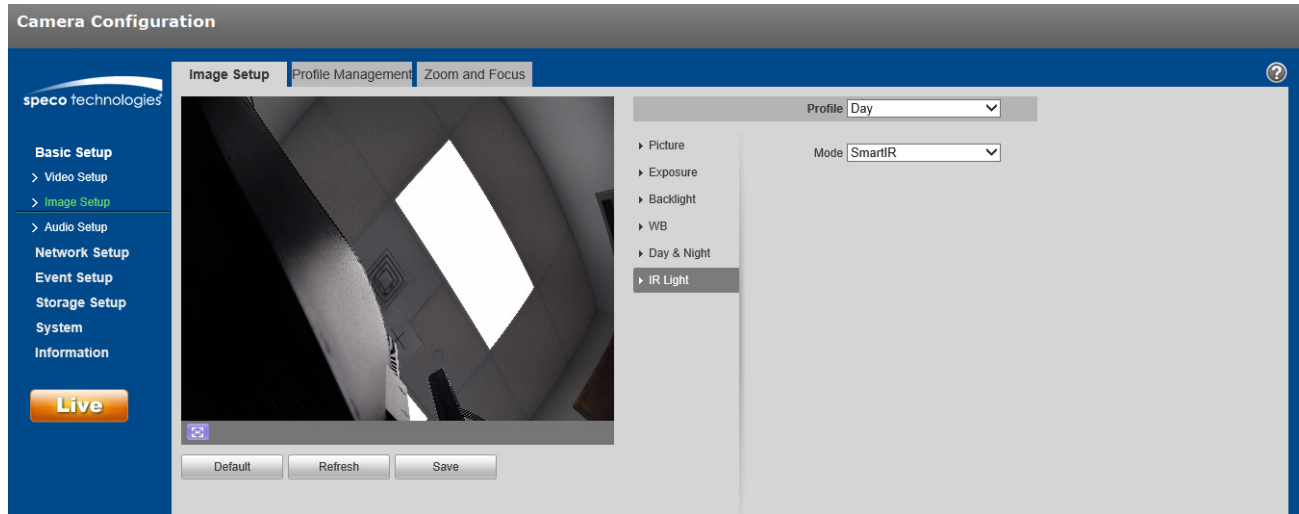 Camera Configuration
speco technologies®
Image Setup
Profile Management
Zoom and Focus
?
Basic Setup
Video Setup
Image Setup
Audio Setup
Network Setup
Event Setup
Storage Setup
System
Information
Live
Profile Day
Picture
Exposure
Backlight
WB
Day & Night
IR Light
Mode SmartIR
Default
Refresh
Save